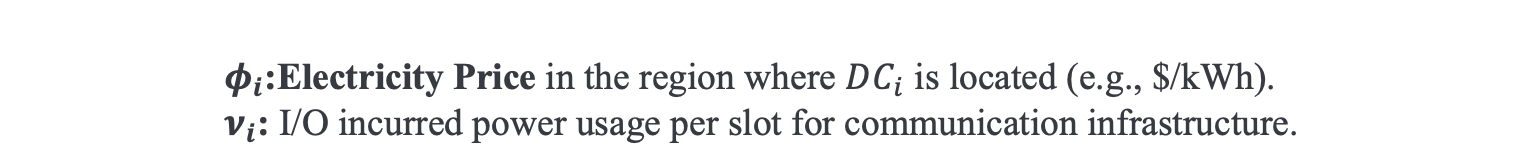 ϕᵢ:Electricity Price in the region where DCᵢ is located (e.g., $/kWh).
νᵢ: I/O incurred power usage per slot for communication infrastructure.